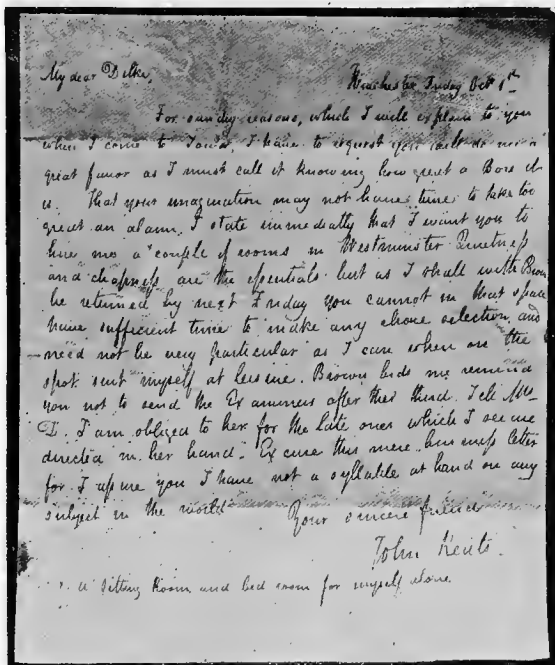 My dear Dilke, Winchester Friday Oct 1st
For sundry reasons, which I will explain to you
when I come to Town, I have to request you will do me a
great favor as I must call it knowing how great a Bore it
is. That your imagination may not have time to take too
great an alarm I state immediatly that I want you to
hire me a couple of rooms in Westminster. Quietness
and cheapness are the essentials: but as I shall with Brown
be returned by next Friday you cannot in that space
have sufficient time to make any choice selection, and
need not be very particular as I can when on the
spot suit myself at leisure. Brown bids me remind
you not to send the Examiners after the third. Tell Mrs
D. I am obliged to her for the late ones which I see are
directed in her hand. Excuse this mere business letter
for I assure you I have not a syllable at hand on any
subject in the world.
Your sincere friend
John Keats.
a Sitting Room and bed room for myself alone